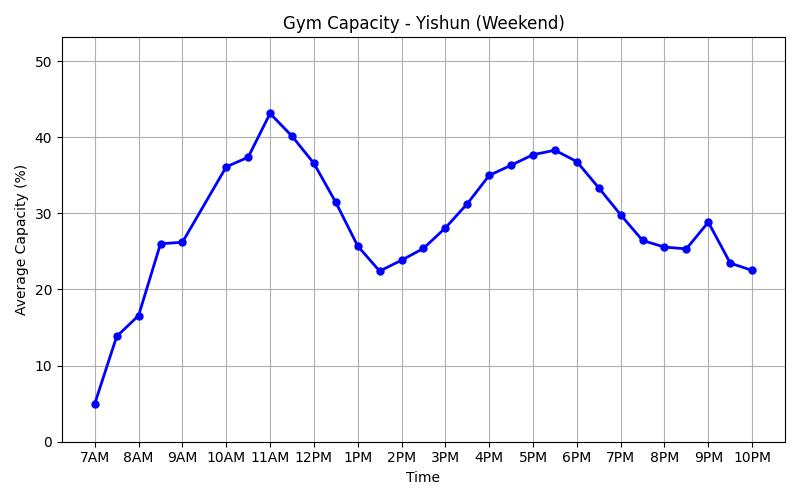 Gym Capacity - Yishun (Weekend)
Average Capacity (%)
50
40
30
20
10
0
7AM 8AM 9AM 10AM 11AM 12PM 1PM 2PM 3PM 4PM 5PM 6PM 7PM 8PM 9PM 10PM
Time